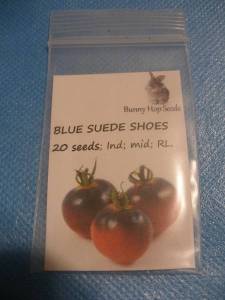 Bunny Hop Seeds
BLUE SUEDE SHOES
20 seeds; Ind; mid; RL.